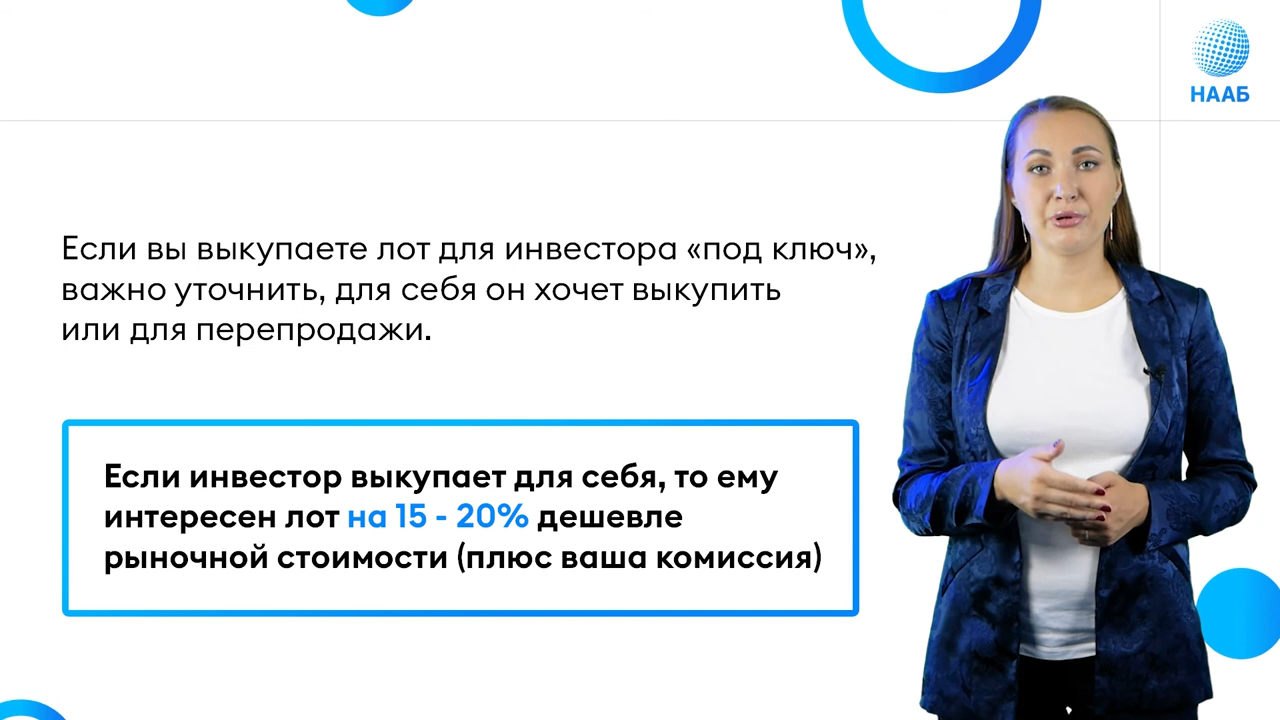 НААБ
Если вы выкупаете лот для инвестора «под ключ»,
важно уточнить, для себя он хочет выкупить
или для перепродажи.
Если инвестор выкупает для себя, то ему
интересен лот на 15 - 20% дешевле
рыночной стоимости (плюс ваша комиссия)